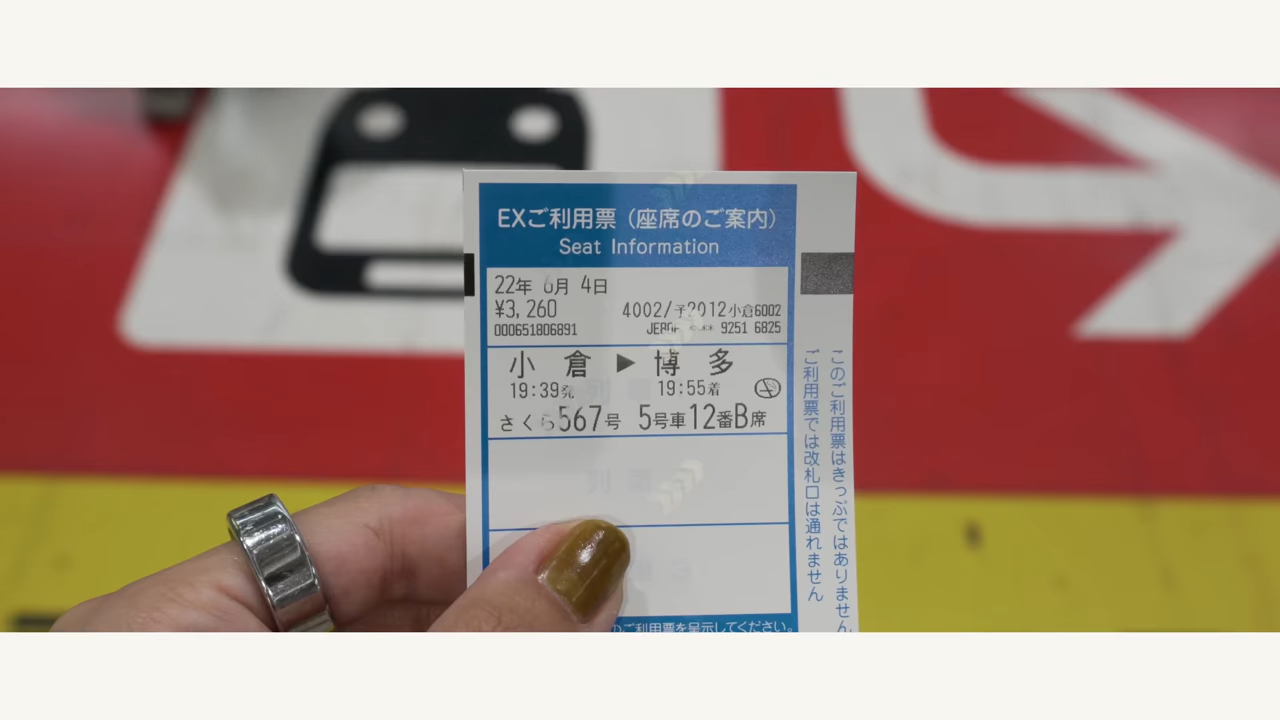 EXご利用票（座席のご案内）
Seat Information
22年 6月 4日
¥3,260
4002/予2012小倉6002
000651806891
9251 6825
小 倉 ▶ 博 多
19:39発 19:55着
さくら567号 5号車12番B席
のご利用票を呈示してください。
このご利用票はきっぷではありません
ご利用票では改札口は通れません